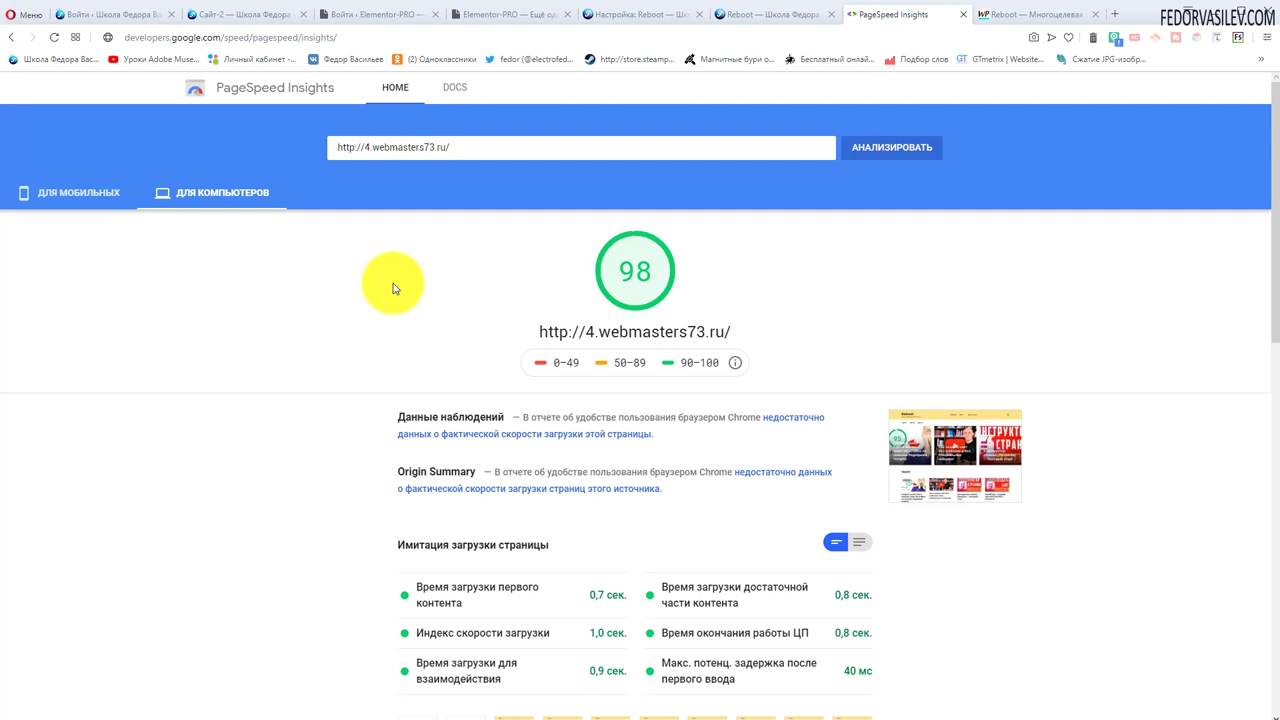 Меню
Школа Федора Ва
Сайт-2 — Школа Федора В
Войти ‹ Elementor-PRO —
Elementor-PRO — Ещё од
Настройка: Reboot — Шк
Reboot — Школа Федора
PageSpeed Insights
Reboot — Многоцелевая
FEDORVASILEV.COM
developers.google.com/speed/pagespeed/insights/
Школа Федора Вас...
Уроки Adobe Muse...
Личный кабинет -...
Федор Васильев
(2) Одноклассники
fedor (@electrofed...
http://store.steamp...
Магнитные бури о...
Бесплатный онлай...
Подбор слов
GTmetrix | Website...
Сжатие JPG-изобр...
PageSpeed Insights
HOME
DOCS
http://4.webmasters73.ru/
АНАЛИЗИРОВАТЬ
ДЛЯ МОБИЛЬНЫХ
ДЛЯ КОМПЬЮТЕРОВ
98
http://4.webmasters73.ru/
0–49
50–89
90–100
Данные наблюдений — В отчете об удобстве пользования браузером Chrome недостаточно
данных о фактической скорости загрузки этой страницы.
Origin Summary — В отчете об удобстве пользования браузером Chrome недостаточно данных
о фактической скорости загрузки страниц этого источника.
Reboot
Имитация загрузки страницы
Время загрузки первого
контента
0,7 сек.
Время загрузки достаточной
части контента
0,8 сек.
Индекс скорости загрузки
1,0 сек.
Время окончания работы ЦП
0,8 сек.
Время загрузки для
взаимодействия
0,9 сек.
Макс. потенц. задержка после
первого ввода
40 мс